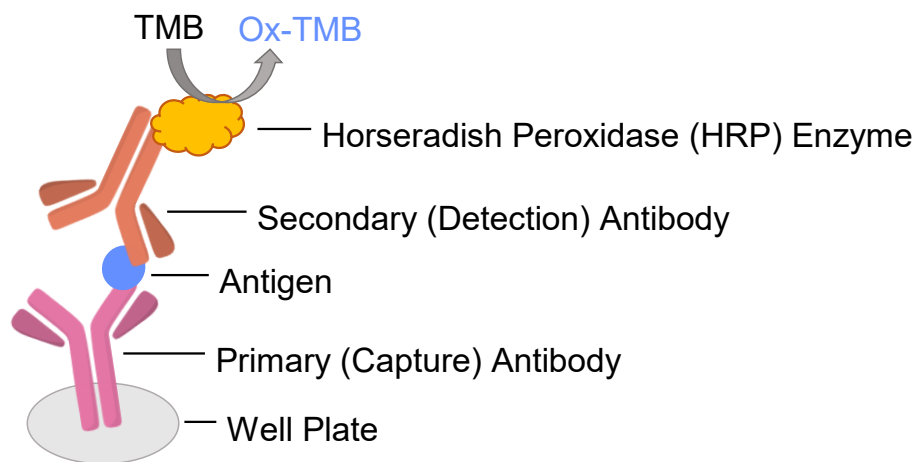 TMB Ox-TMB
Horseradish Peroxidase (HRP) Enzyme
Secondary (Detection) Antibody
Antigen
Primary (Capture) Antibody
Well Plate